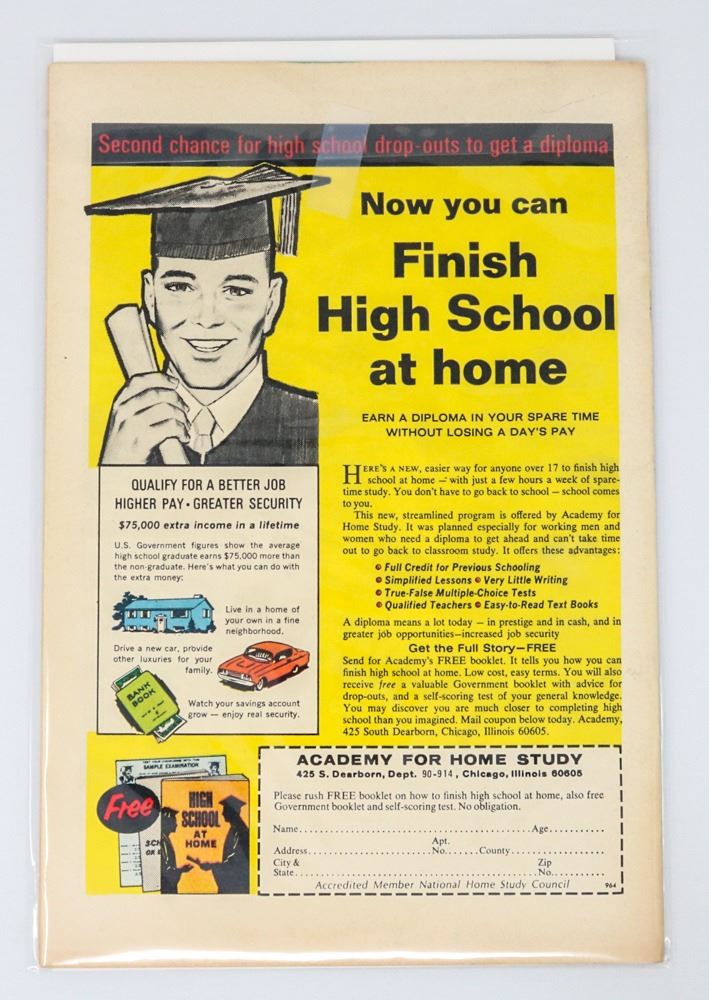 Second chance for high school drop-outs to get a diploma
Now you can
Finish
High School
at home
EARN A DIPLOMA IN YOUR SPARE TIME
WITHOUT LOSING A DAY'S PAY
QUALIFY FOR A BETTER JOB
HIGHER PAY • GREATER SECURITY
$75,000 extra income in a lifetime
U.S. Government figures show the average
high school graduate earns $75,000 more than
the non-graduate. Here's what you can do with
the extra money:
Live in a home of
your own in a fine
neighborhood.
Drive a new car, provide
other luxuries for your
family.
BANK
BOOK
Watch your savings account
grow — enjoy real security.
HERE'S A NEW, easier way for anyone over 17 to finish high
school at home — with just a few hours a week of spare-
time study. You don't have to go back to school – school comes
to you.
This new, streamlined program is offered by Academy for
Home Study. It was planned especially for working men and
women who need a diploma to get ahead and can't take time
out to go back to classroom study. It offers these advantages:
• Full Credit for Previous Schooling
• Simplified Lessons • Very Little Writing
• True-False Multiple-Choice Tests
• Qualified Teachers • Easy-to-Read Text Books
A diploma means a lot today – in prestige and in cash, and in
greater job opportunities–increased job security
Get the Full Story—FREE
Send for Academy's FREE booklet. It tells you how you can
finish high school at home. Low cost, easy terms. You will also
receive free a valuable Government booklet with advice for
drop-outs, and a self-scoring test of your general knowledge.
You may discover you are much closer to completing high
school than you imagined. Mail coupon below today. Academy,
425 South Dearborn, Chicago, Illinois 60605.
SAMPLE EXAMINATION
Free
HIGH
SCHOOL
AT
HOME
ACADEMY FOR HOME STUDY
425 S. Dearborn, Dept. 90-914, Chicago, Illinois 60605
Please rush FREE booklet on how to finish high school at home, also free
Government booklet and self-scoring test. No obligation.
Name..............................Age...........
Apt.
Address..............................No.......County....................
City & Zip
State..............................No...........
Accredited Member National Home Study Council 964